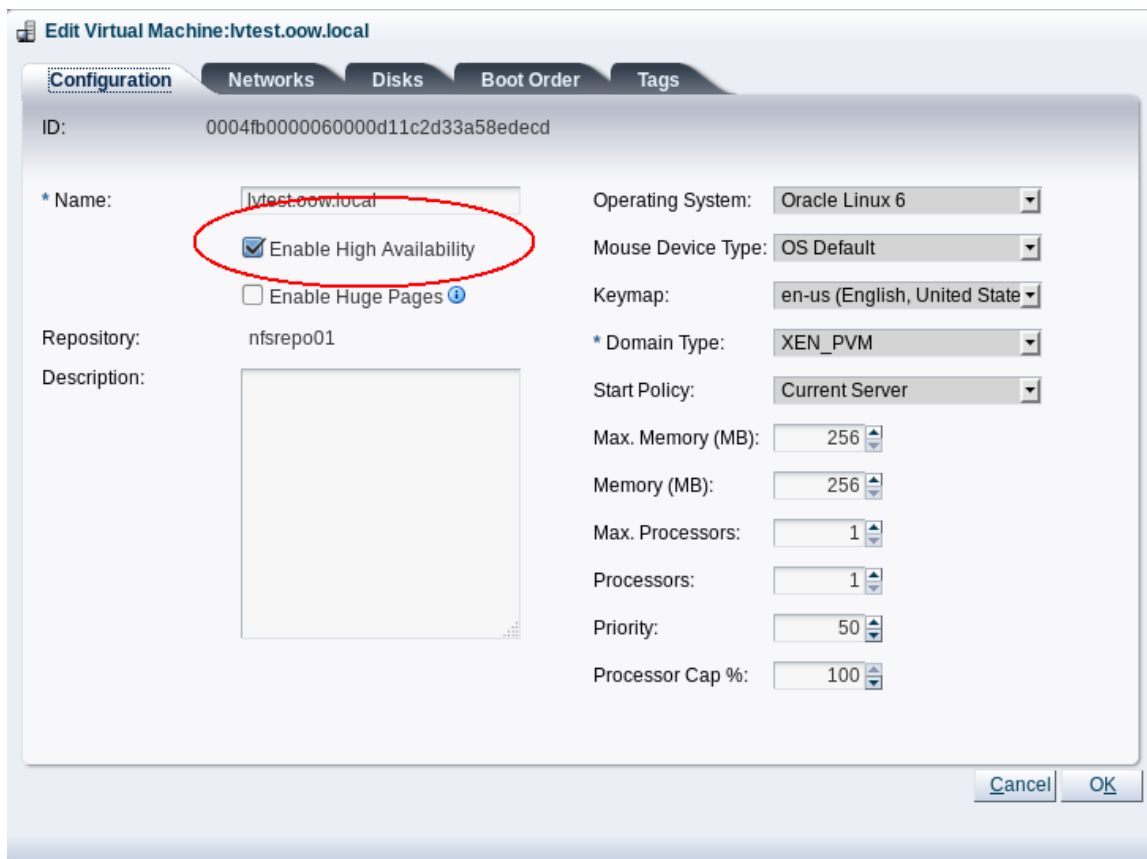 Edit Virtual Machine:lvtest.oow.local
Configuration Networks Disks Boot Order Tags
ID: 0004fb0000060000d11c2d33a58edecd
* Name: lvtest.oow.local
Enable High Availability
Enable Huge Pages
Repository: nfsrepo01
Description:
Operating System: Oracle Linux 6
Mouse Device Type: OS Default
Keymap: en-us (English, United State
* Domain Type: XEN_PVM
Start Policy: Current Server
Max. Memory (MB): 256
Memory (MB): 256
Max. Processors: 1
Processors: 1
Priority: 50
Processor Cap %: 100
Cancel OK